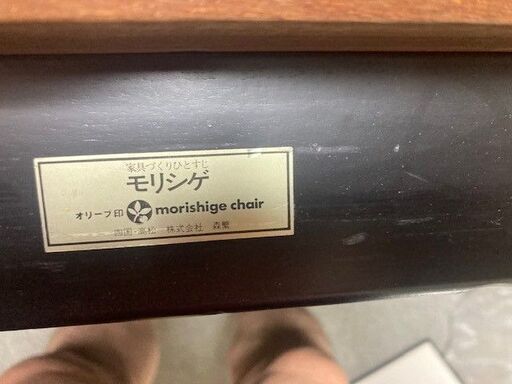 家具づくりひとすじ
モリシゲ
オリーブ印 morishige chair
四国・高松 株式会社 森繁